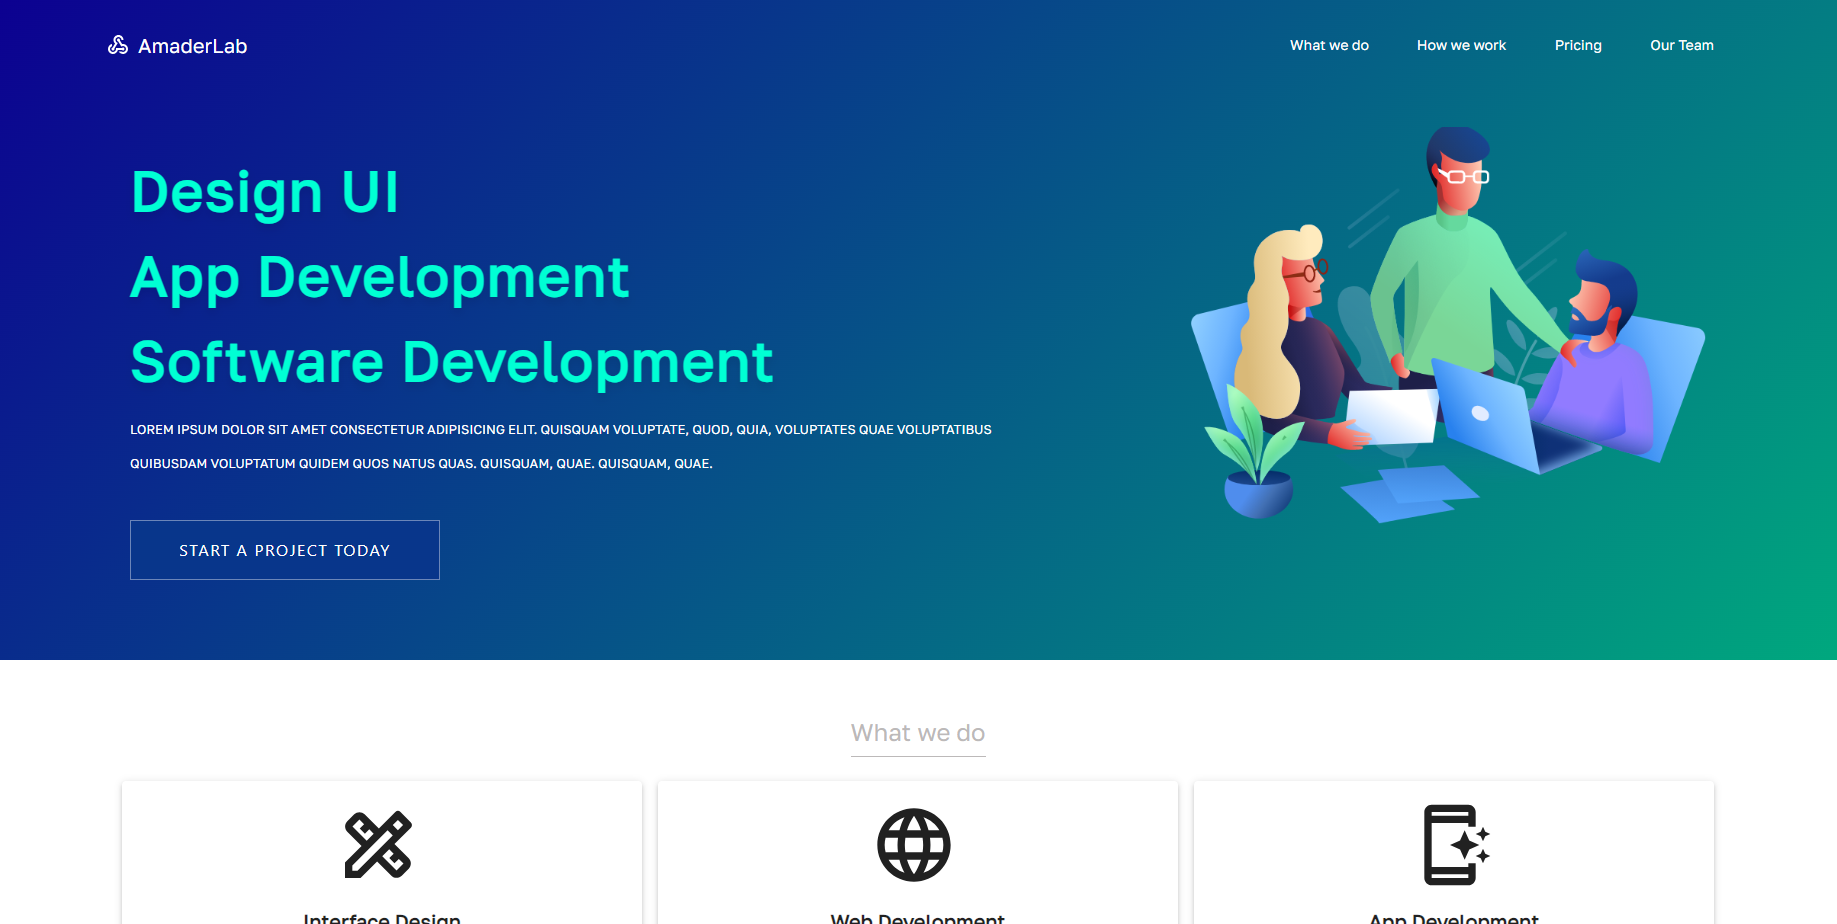 AmaderLab
What we do
How we work
Pricing
Our Team
Design UI
App Development
Software Development
LOREM IPSUM DOLOR SIT AMET CONSECTETUR ADIPISICING ELIT. QUISQUAM VOLUPTATE, QUOD, QUIA, VOLUPTATES QUAE VOLUPTATIBUS
QUIBUSDAM VOLUPTATUM QUIDEM QUOS NATUS QUAS. QUISQUAM, QUAE. QUISQUAM, QUAE.
START A PROJECT TODAY
What we do
Interface Design
Web Development
App Development